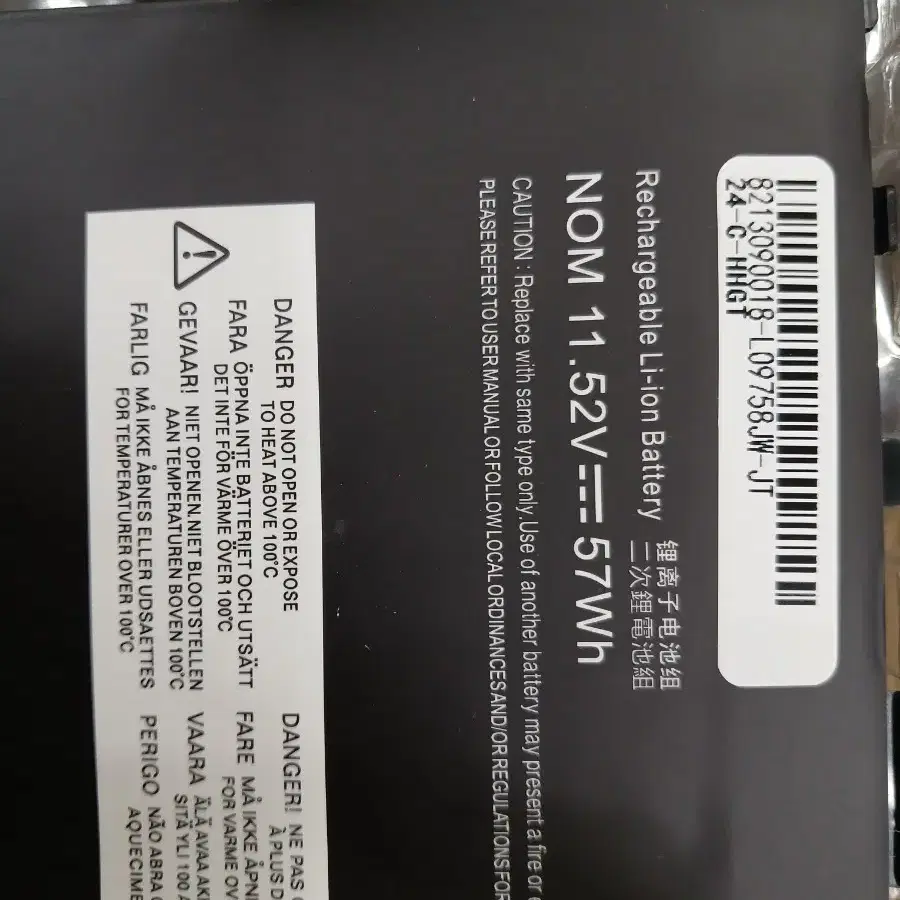 8213090018-L09758JW-JT
24-C-HHGT
Rechargeable Li-ion Battery 锂离子电池组
二次鋰電池組
NOM 11.52V 57Wh
CAUTION : Replace with same type only.Use of another battery may present a fire or
PLEASE REFER TO USER MANUAL OR FOLLOW LOCAL ORDINANCES AND/OR REGULATIONS FOR
DANGER DO NOT OPEN OR EXPOSE
TO HEAT ABOVE 100°C
FARA ÖPPNA INTE BATTERIET OCH UTSÄTT
DET INTE FÖR VÄRME ÖVER 100°C
GEVAAR! NIET OPENEN.NIET BLOOTSTELLEN
AAN TEMPERATUREN BOVEN 100°C
FARLIG MÅ IKKE ÅBNES ELLER UDSAETTES
FOR TEMPERATURER OVER 100°C
DANGER! NE PAS
À PLUS D
FARE MÅ IKKE ÅPN
FOR VARME OV
VAARA ÄLÄ AVAA AK
SITÄ YLI 100
PERIGO NÃO ABRA
AQUECIME